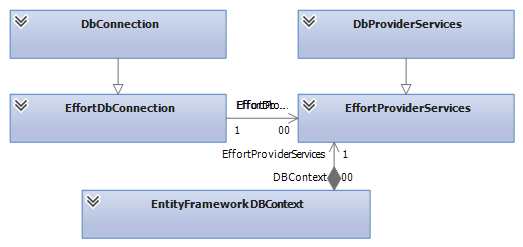 DbConnection
DbProviderServices
EffortDbConnection
EffortProviderServices
1
00
EffortProviderServices
1
DBContext
00
EntityFrameworkDBContext